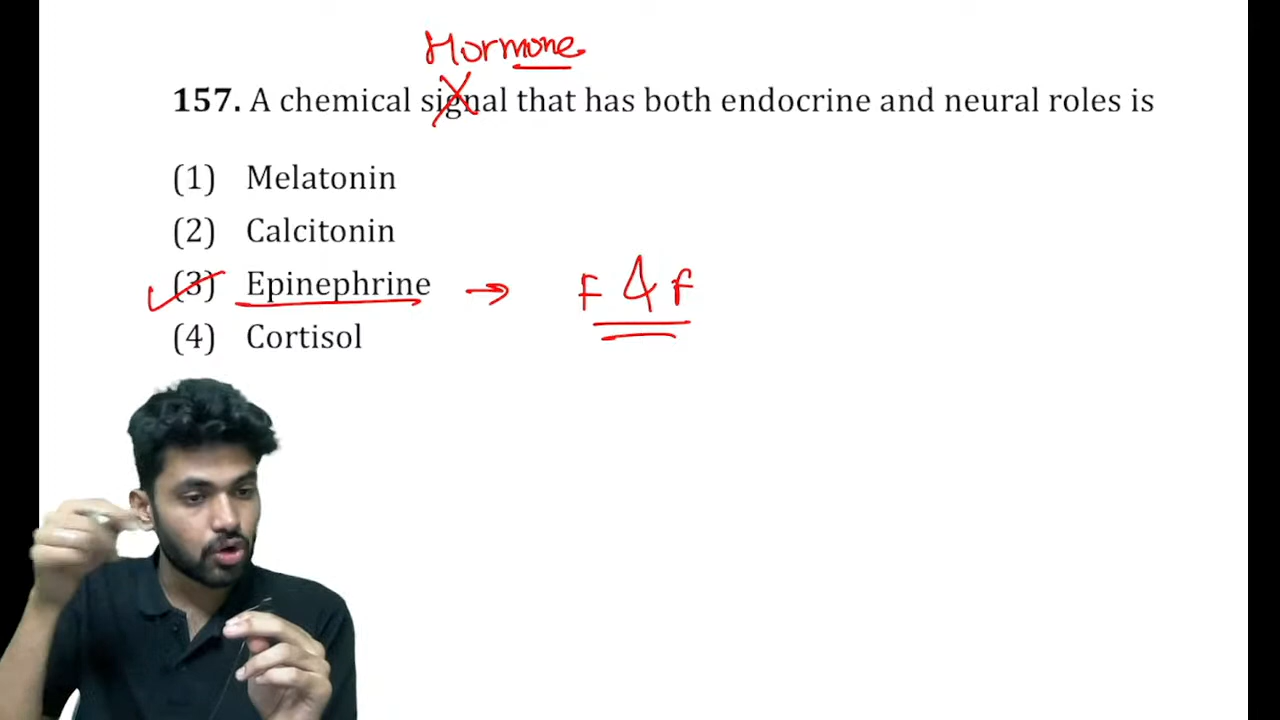 Hormone
157. A chemical signal that has both endocrine and neural roles is
(1) Melatonin
(2) Calcitonin
(3) Epinephrine → F 4 F
(4) Cortisol